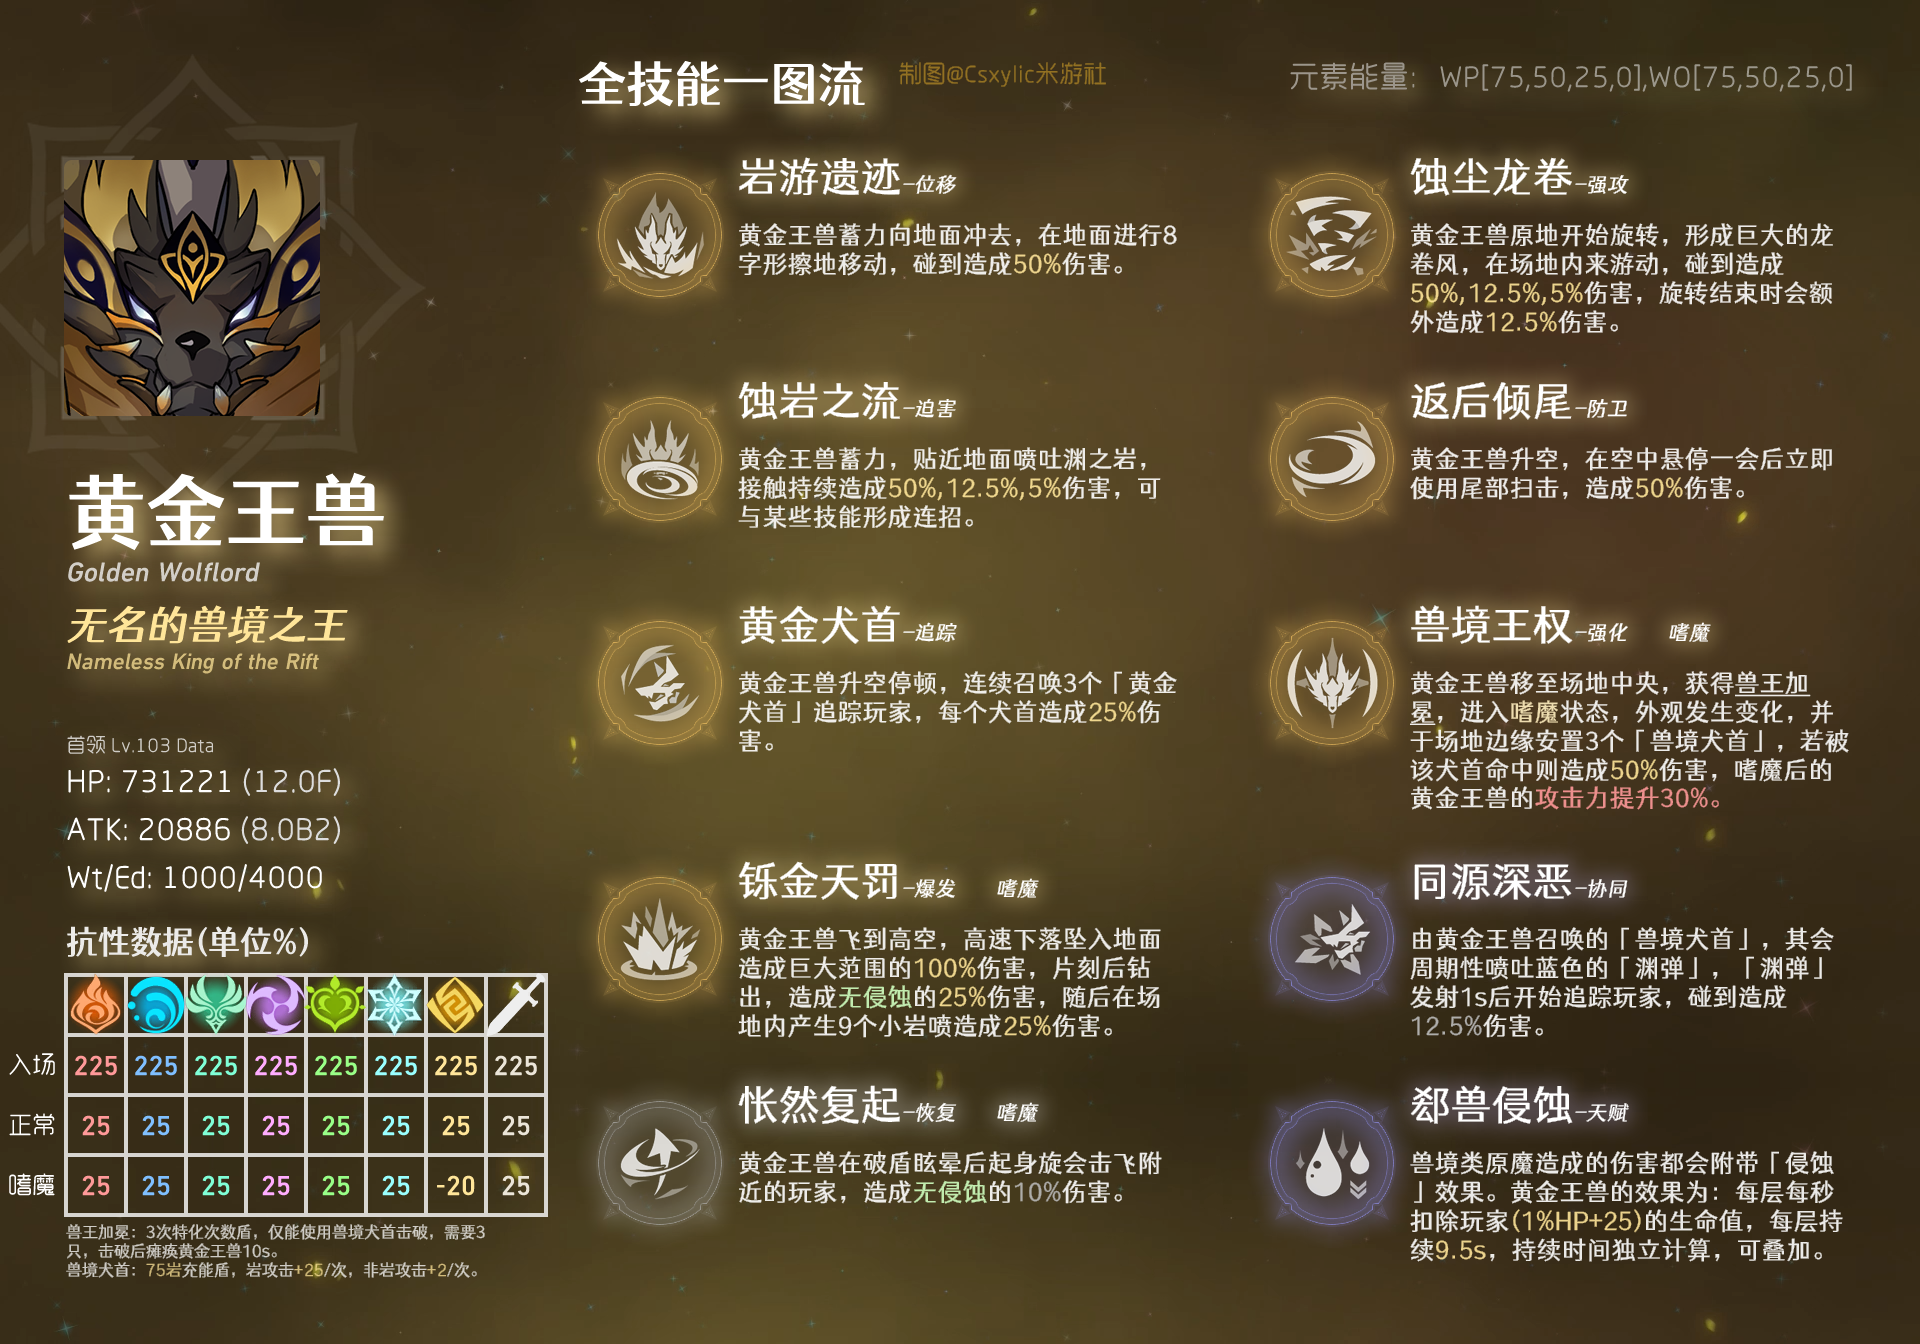 全技能一图流
制图@Csxylic米游社
元素能量: WP[75,50,25,0],WO[75,50,25,0]
黄金王兽
Golden Wolflord
无名的兽境之王
Nameless King of the Rift
首领 Lv.103 Data
HP: 731221 (12.0F)
ATK: 20886 (8.0B2)
Wt/Ed: 1000/4000
抗性数据(单位%)
入场 225 225 225 225 225 225 225 225
正常 25 25 25 25 25 25 25 25
嗜魔 25 25 25 25 25 25 -20 25
兽王加冕: 3次特化次数盾，仅能使用兽境犬首击破，需要3
只，击破后瘫痪黄金王兽10s。
兽境犬首: 75岩充能盾，岩攻击+25/次，非岩攻击+2/次。
岩游遗迹-位移
黄金王兽蓄力向地面冲去，在地面进行8
字形擦地移动，碰到造成50%伤害。
蚀岩之流-迫害
黄金王兽蓄力，贴近地面喷吐渊之岩，
接触持续造成50%,12.5%,5%伤害，可
与某些技能形成连招。
黄金犬首-追踪
黄金王兽升空停顿，连续召唤3个「黄金
犬首」追踪玩家，每个犬首造成25%伤
害。
铄金天罚-爆发 嗜魔
黄金王兽飞到高空，高速下落坠入地面
造成巨大范围的100%伤害，片刻后钻
出，造成无侵蚀的25%伤害，随后在场
地内产生9个小岩喷造成25%伤害。
怅然复起-恢复 嗜魔
黄金王兽在破盾眩晕后起身旋会击飞附
近的玩家，造成无侵蚀的10%伤害。
蚀尘龙卷-强攻
黄金王兽原地开始旋转，形成巨大的龙
卷风，在场地内来游动，碰到造成
50%,12.5%,5%伤害，旋转结束时会额
外造成12.5%伤害。
返后倾尾-防卫
黄金王兽升空，在空中悬停一会后立即
使用尾部扫击，造成50%伤害。
兽境王权-强化 嗜魔
黄金王兽移至场地中央，获得兽王加
冕，进入嗜魔状态，外观发生变化，并
于场地边缘安置3个「兽境犬首」，若被
该犬首命中则造成50%伤害，嗜魔后的
黄金王兽的攻击力提升30%。
同源深恶-协同
由黄金王兽召唤的「兽境犬首」，其会
周期性喷吐蓝色的「渊弹」，「渊弹」
发射1s后开始追踪玩家，碰到造成
12.5%伤害。
郄兽侵蚀-天赋
兽境类原魔造成的伤害都会附带「侵蚀
」效果。黄金王兽的效果为: 每层每秒
扣除玩家(1%HP+25)的生命值，每层持
续9.5s，持续时间独立计算，可叠加。